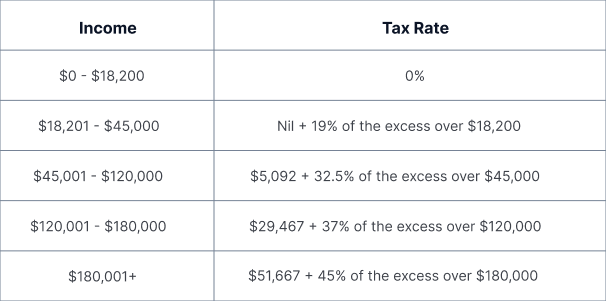 Income Tax Rate
$0 - $18,200 0%
$18,201 - $45,000 Nil + 19% of the excess over $18,200
$45,001 - $120,000 $5,092 + 32.5% of the excess over $45,000
$120,001 - $180,000 $29,467 + 37% of the excess over $120,000
$180,001+ $51,667 + 45% of the excess over $180,000